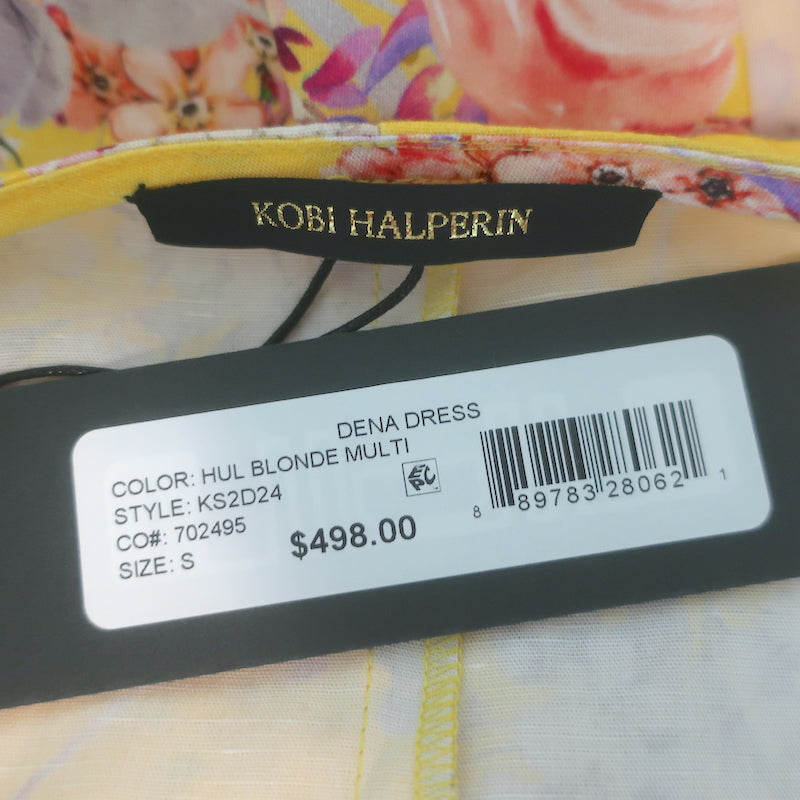 KOBI HALPERIN
DENA DRESS
COLOR: HUL BLONDE MULTI
STYLE: KS2D24
CO#: 702495
SIZE: S
$498.00
EPC
8 89783 28062 1